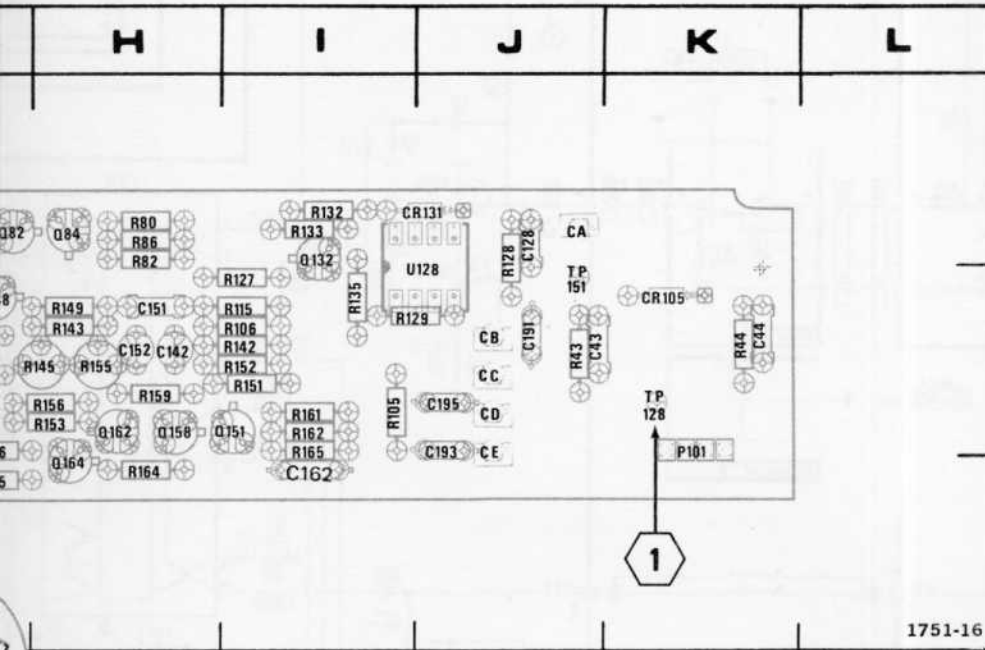 H I J K L
R132 CR131
Q82 Q84 R80 R133 C128 CA
R86
R82 Q132 U128 R128
R127 R135 TP
151
CR105
R149 C151 R115 R129
R143 R106 CB C191 R43 C43 R44 C44
C152 C142 R142
R145 R155 R152 CC
R151
R159 R105 C195 TP
R156 R161 CD 128
R153 Q162 Q158 Q151 R162
R165 C193 CE P101
Q164 R164 C162
1
1751-16